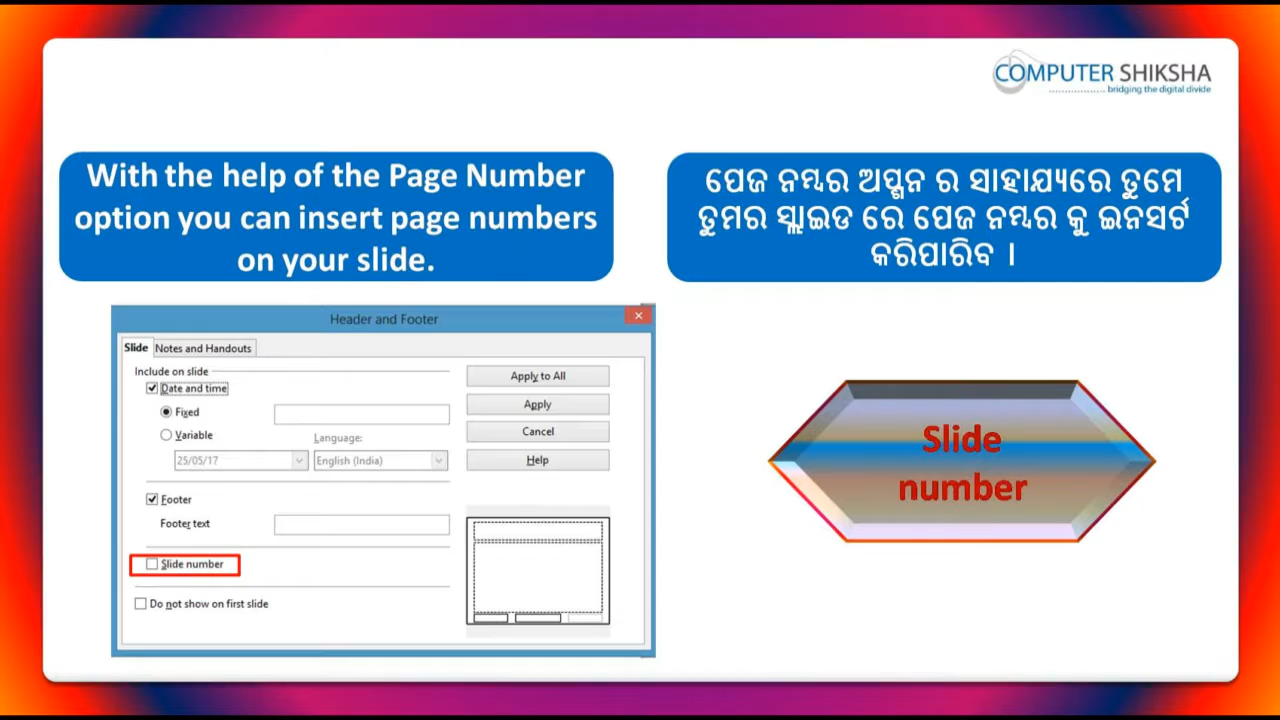 COMPUTER SHIKSHA
bridging the digital divide
With the help of the Page Number
option you can insert page numbers
on your slide.
ପେଜ ନମ୍ବର ଅପ୍ଶନ ର ସାହାଯ୍ୟରେ ତୁମେ
ତୁମର ସ୍ଲାଇଡ ରେ ପେଜ ନମ୍ବର କୁ ଇନସର୍ଟ
କରିପାରିବ ।
Header and Footer
Slide Notes and Handouts
Include on slide
Date and time
Fixed
Variable
Language:
25/05/17 English (India)
Footer
Footer text
Slide number
Do not show on first slide
Apply to All
Apply
Cancel
Help
Slide
number